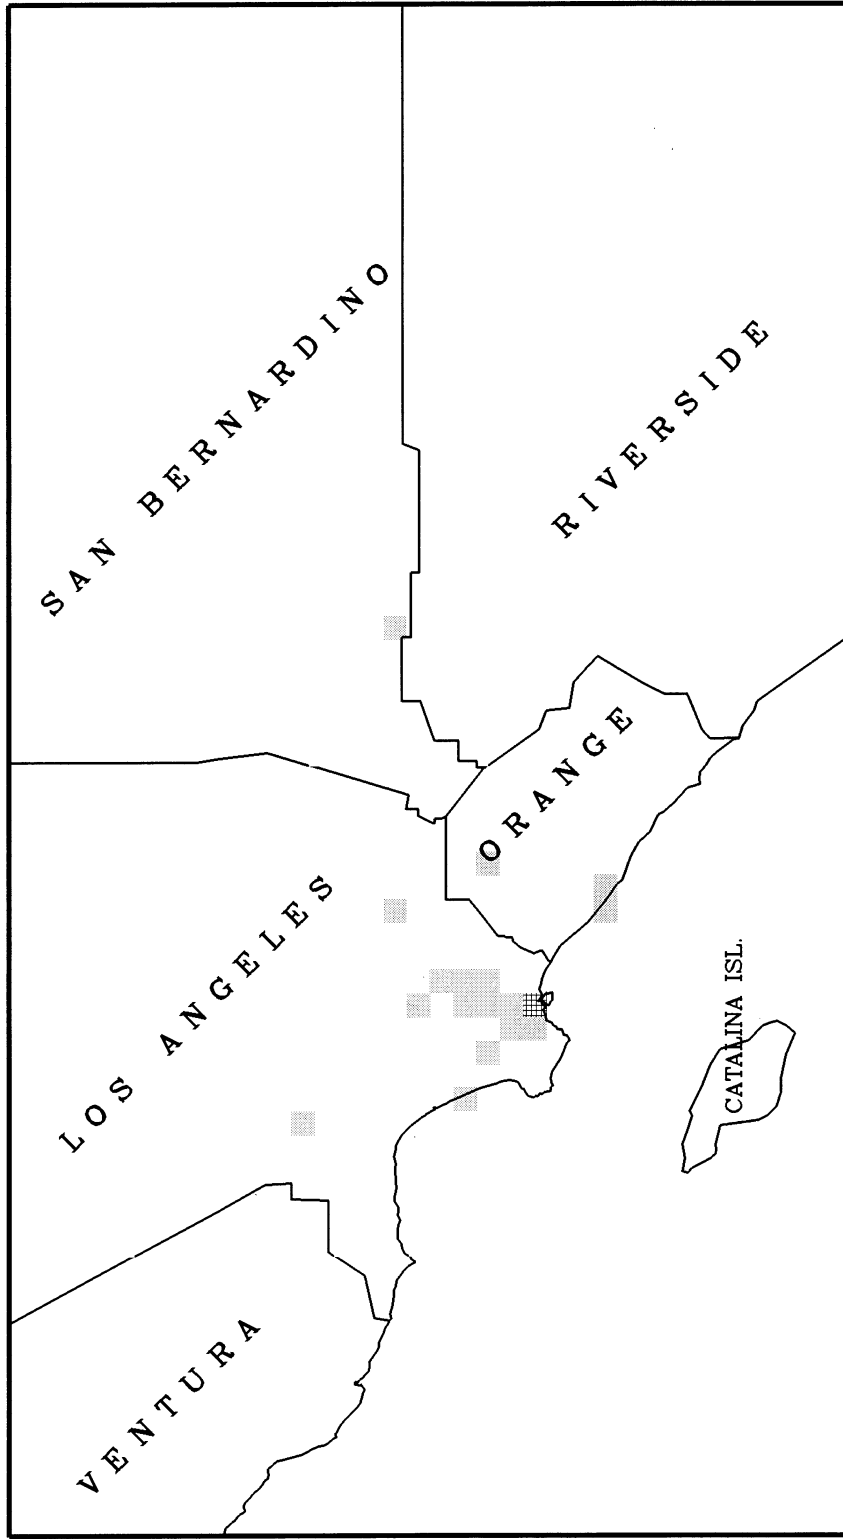 SAN BERNARDINO
RIVERSIDE
ORANGE
LOS ANGELES
CATALINA ISL.
VENTURA